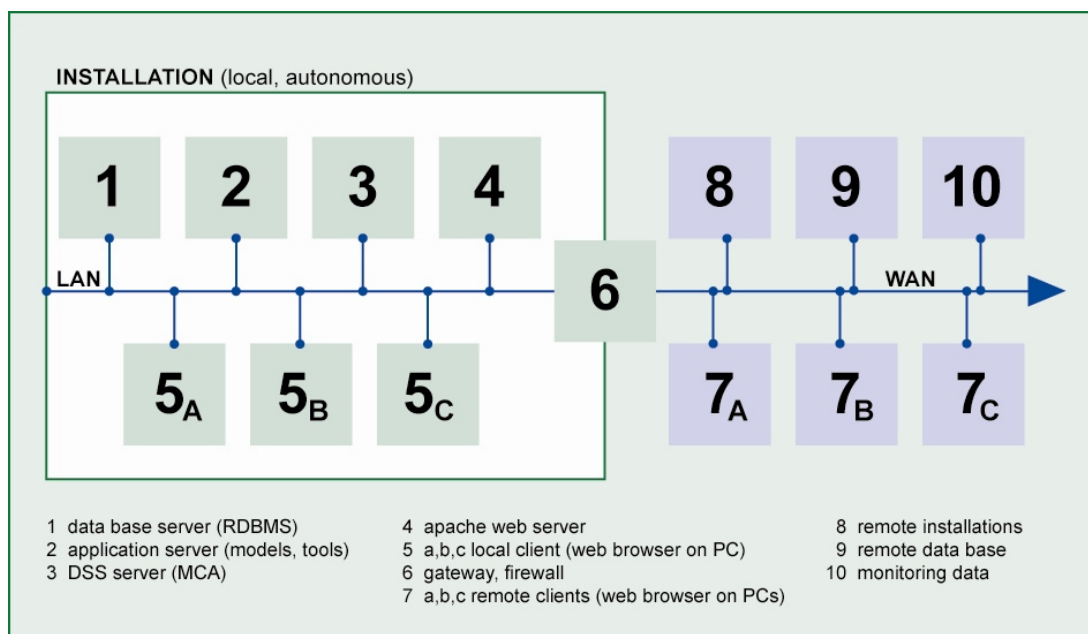 INSTALLATION (local, autonomous)
1 2 3 4 8 9 10
LAN 6 WAN
5A 5B 5C 7A 7B 7C
1 data base server (RDBMS)
2 application server (models, tools)
3 DSS server (MCA)
4 apache web server
5 a,b,c local client (web browser on PC)
6 gateway, firewall
7 a,b,c remote clients (web browser on PCs)
8 remote installations
9 remote data base
10 monitoring data